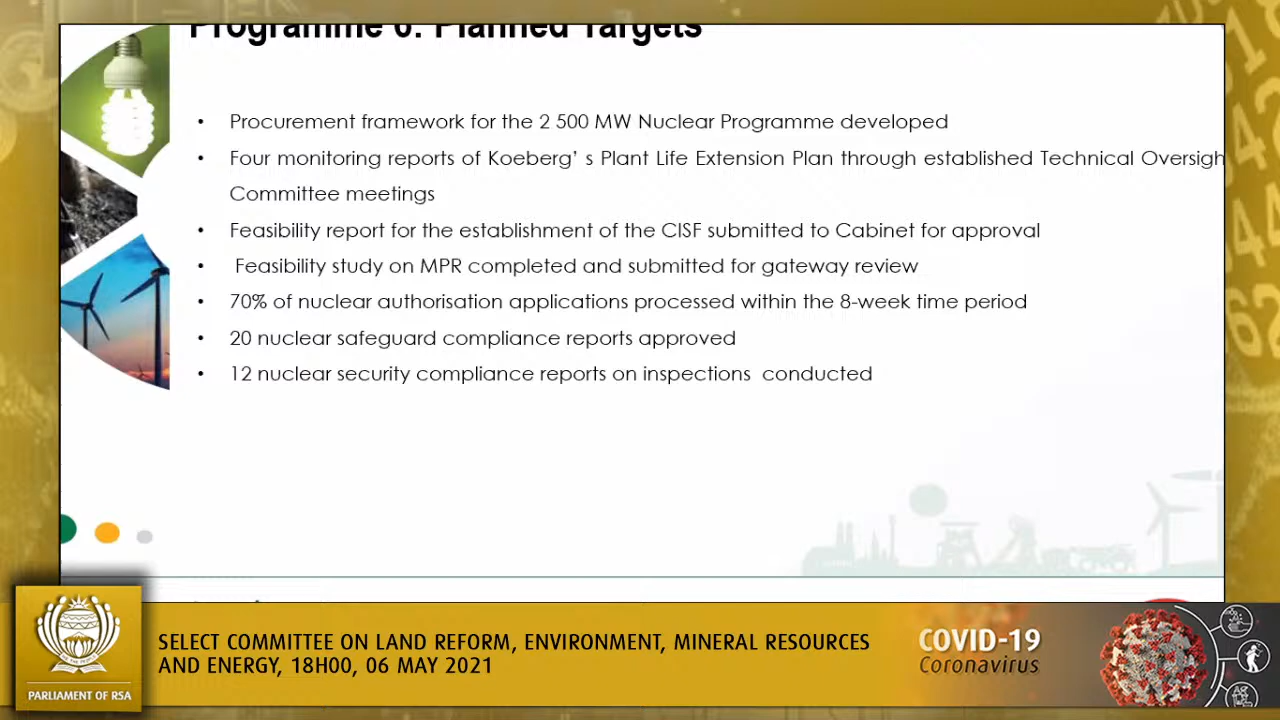 Programme 6: Planned Targets
• Procurement framework for the 2 500 MW Nuclear Programme developed
• Four monitoring reports of Koeberg’ s Plant Life Extension Plan through established Technical Oversigh
Committee meetings
• Feasibility report for the establishment of the CISF submitted to Cabinet for approval
• Feasibility study on MPR completed and submitted for gateway review
• 70% of nuclear authorisation applications processed within the 8-week time period
• 20 nuclear safeguard compliance reports approved
• 12 nuclear security compliance reports on inspections  conducted
SELECT COMMITTEE ON LAND REFORM, ENVIRONMENT, MINERAL RESOURCES
AND ENERGY, 18H00, 06 MAY 2021
PARLIAMENT OF RSA
COVID-19
Coronavirus